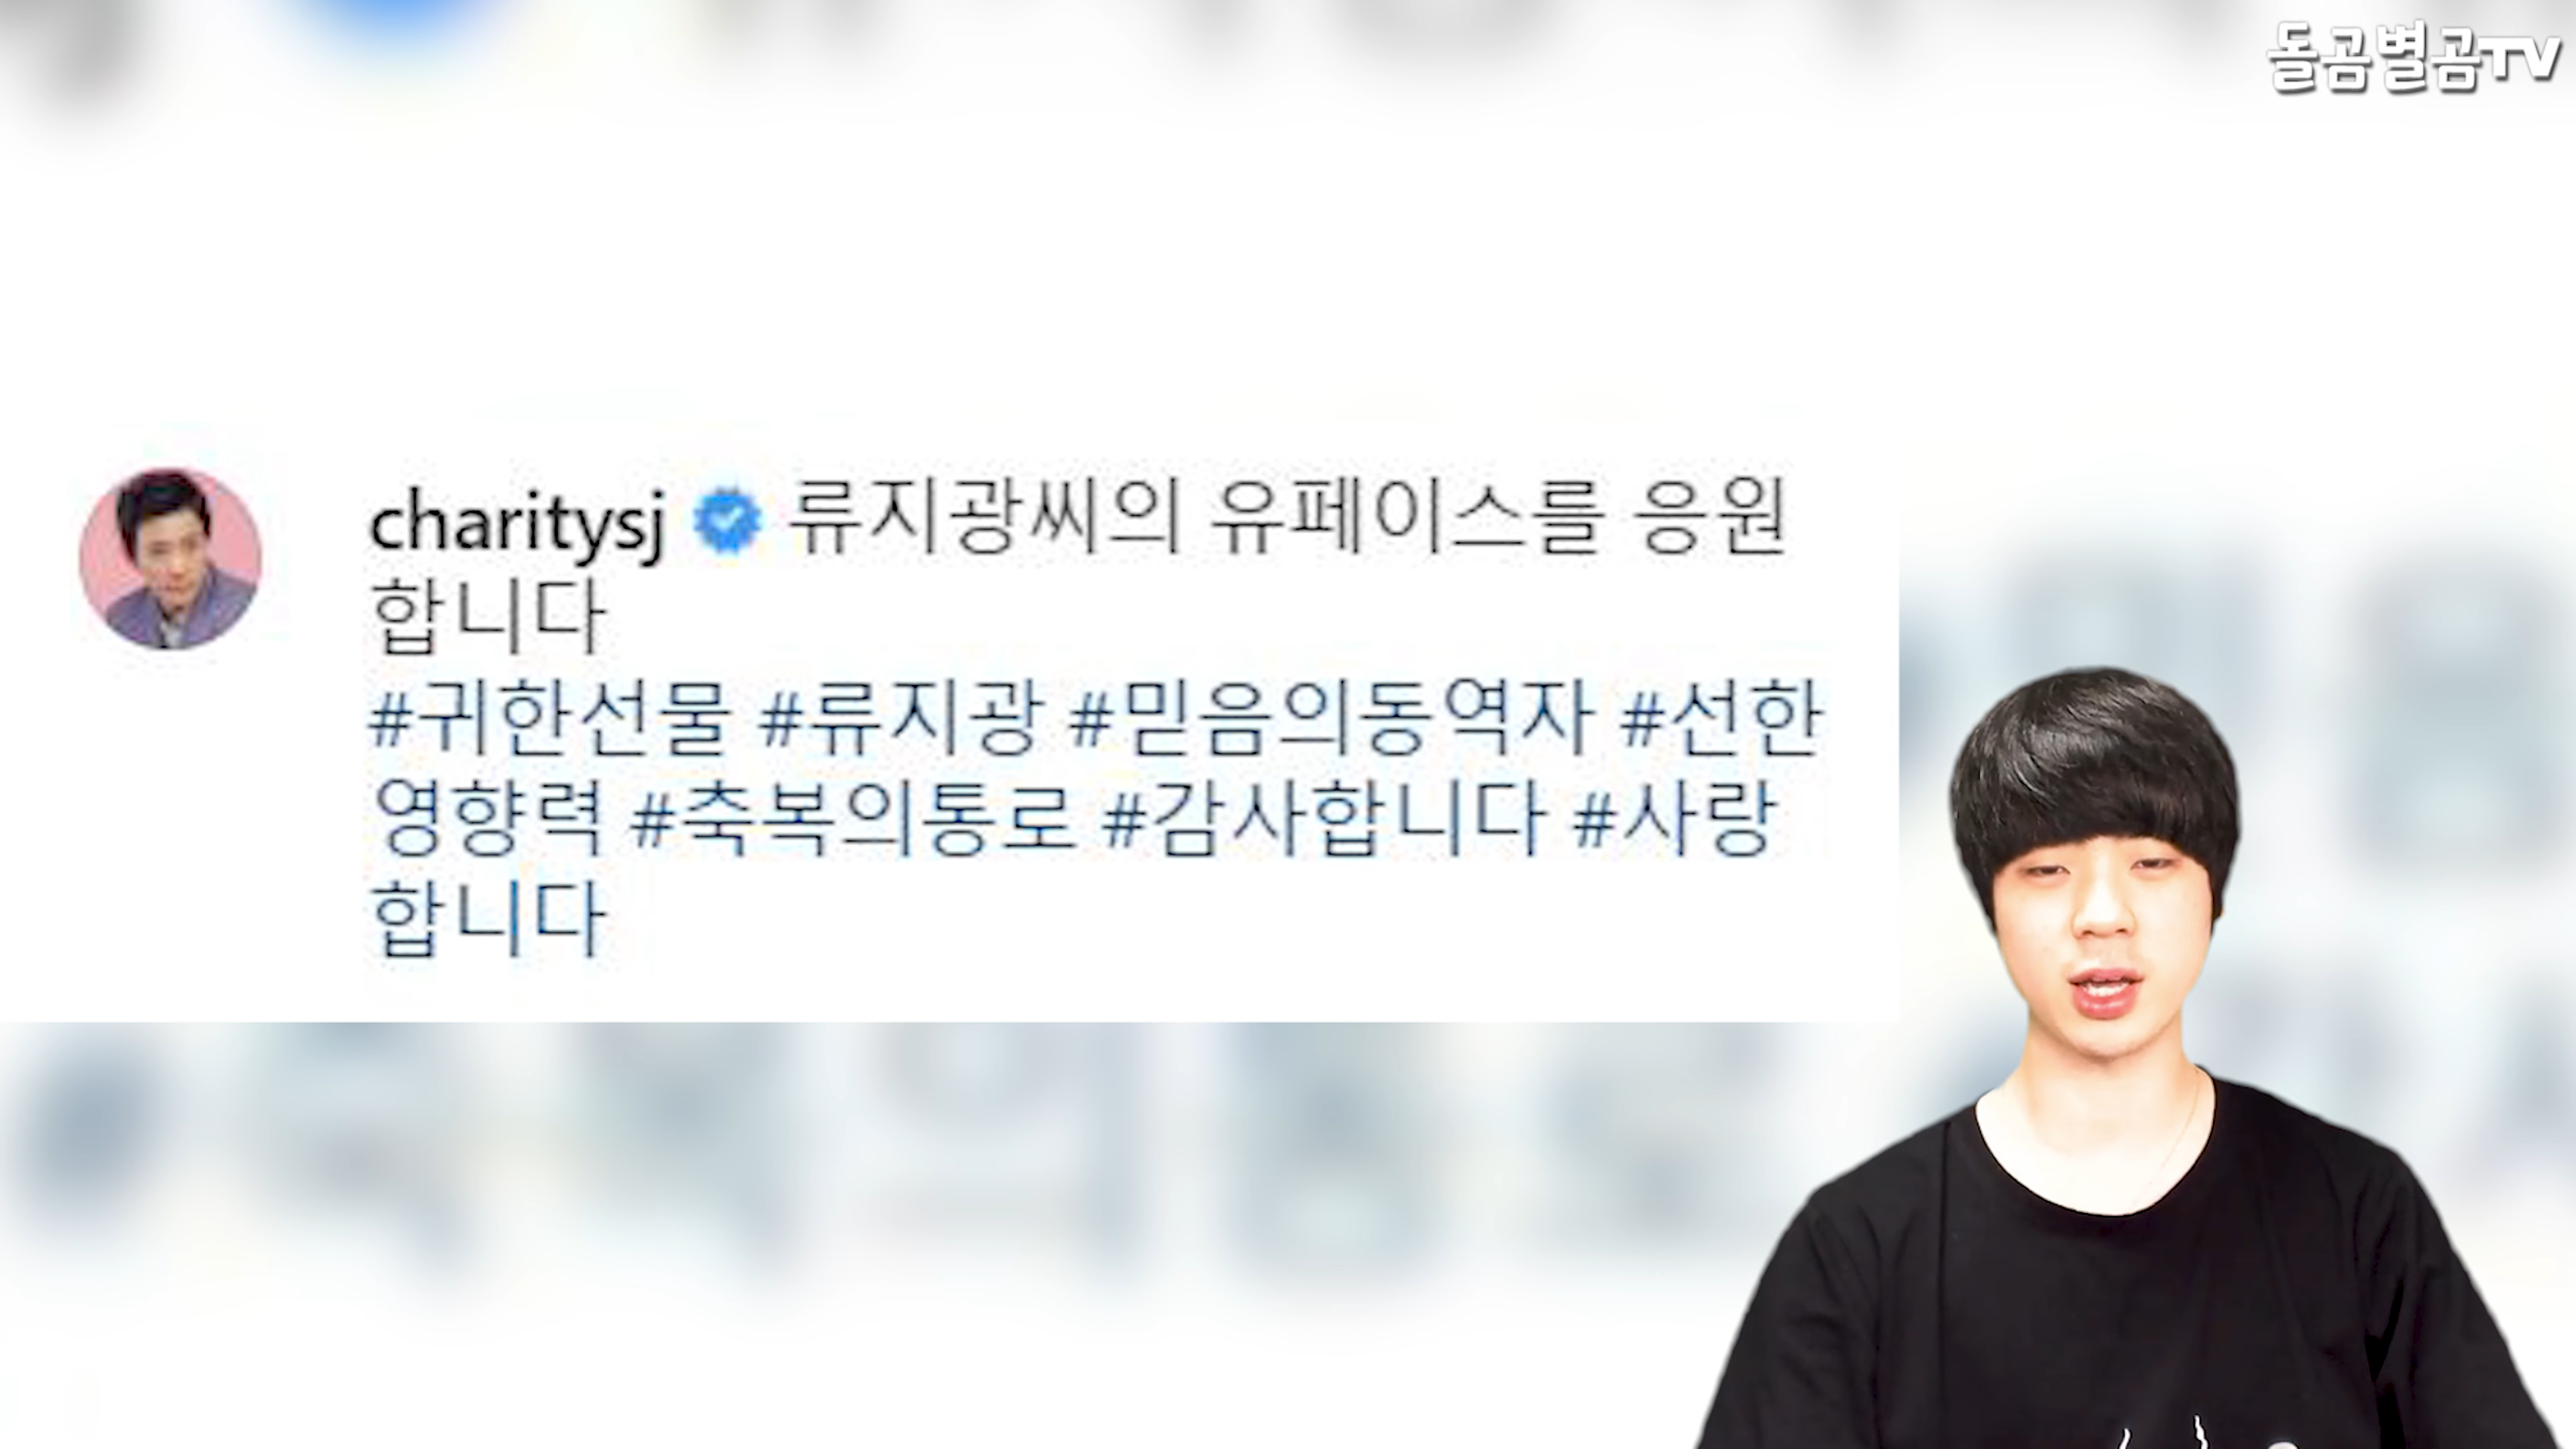 돌곰별곰TV
charitysj 류지광씨의 유페이스를 응원
합니다
#귀한선물 #류지광 #믿음의동역자 #선한
영향력 #축복의통로 #감사합니다 #사랑
합니다